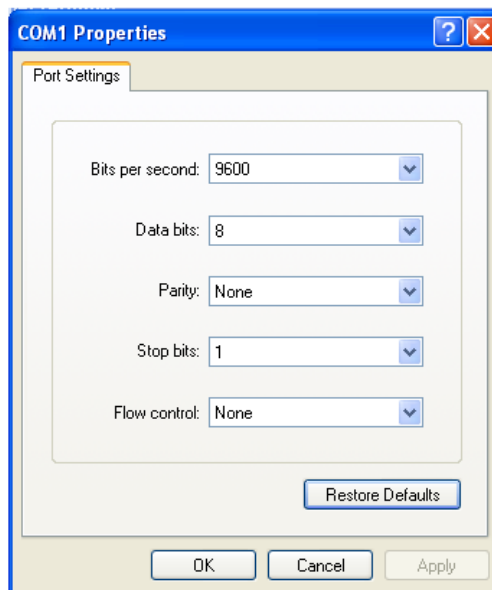 COM1 Properties
Port Settings
Bits per second: 9600
Data bits: 8
Parity: None
Stop bits: 1
Flow control: None
Restore Defaults
OK Cancel Apply